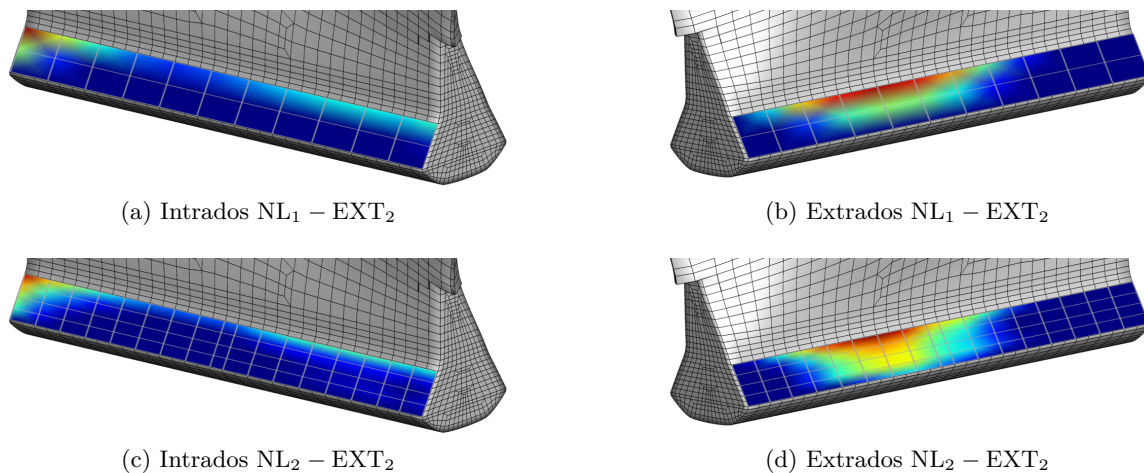 (a) Intrados NL₁ − EXT₂
(b) Extrados NL₁ − EXT₂
(c) Intrados NL₂ − EXT₂
(d) Extrados NL₂ − EXT₂